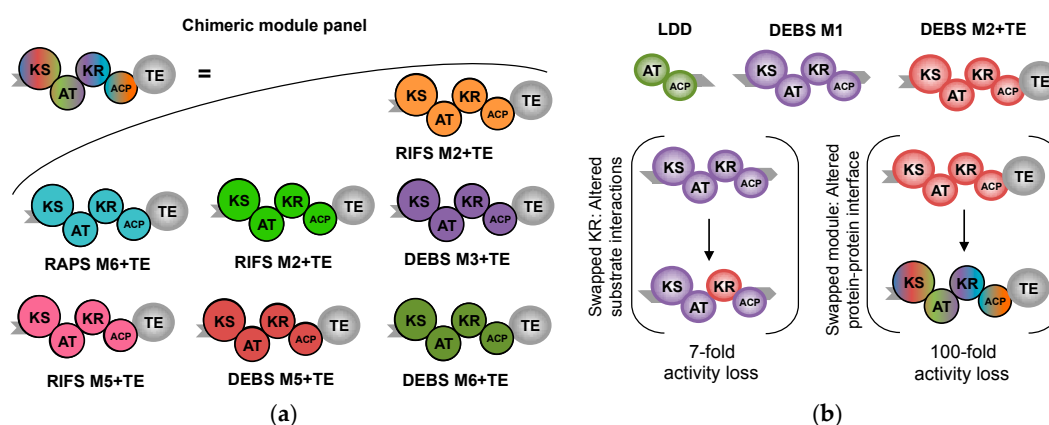 Chimeric module panel
KS AT KR ACP TE =
KS AT KR ACP TE
RIFS M2+TE
KS AT KR ACP TE
RAPS M6+TE
KS AT KR ACP TE
RIFS M2+TE
KS AT KR ACP TE
DEBS M3+TE
KS AT KR ACP TE
RIFS M5+TE
KS AT KR ACP TE
DEBS M5+TE
KS AT KR ACP TE
DEBS M6+TE
(a)
LDD
AT ACP
DEBS M1
KS AT KR ACP
DEBS M2+TE
KS AT KR ACP TE
Swapped KR: Altered
substrate interactions
KS AT KR ACP
KS AT KR ACP
7-fold
activity loss
Swapped module: Altered
protein-protein interface
KS AT KR ACP TE
KS AT KR ACP TE
100-fold
activity loss
(b)